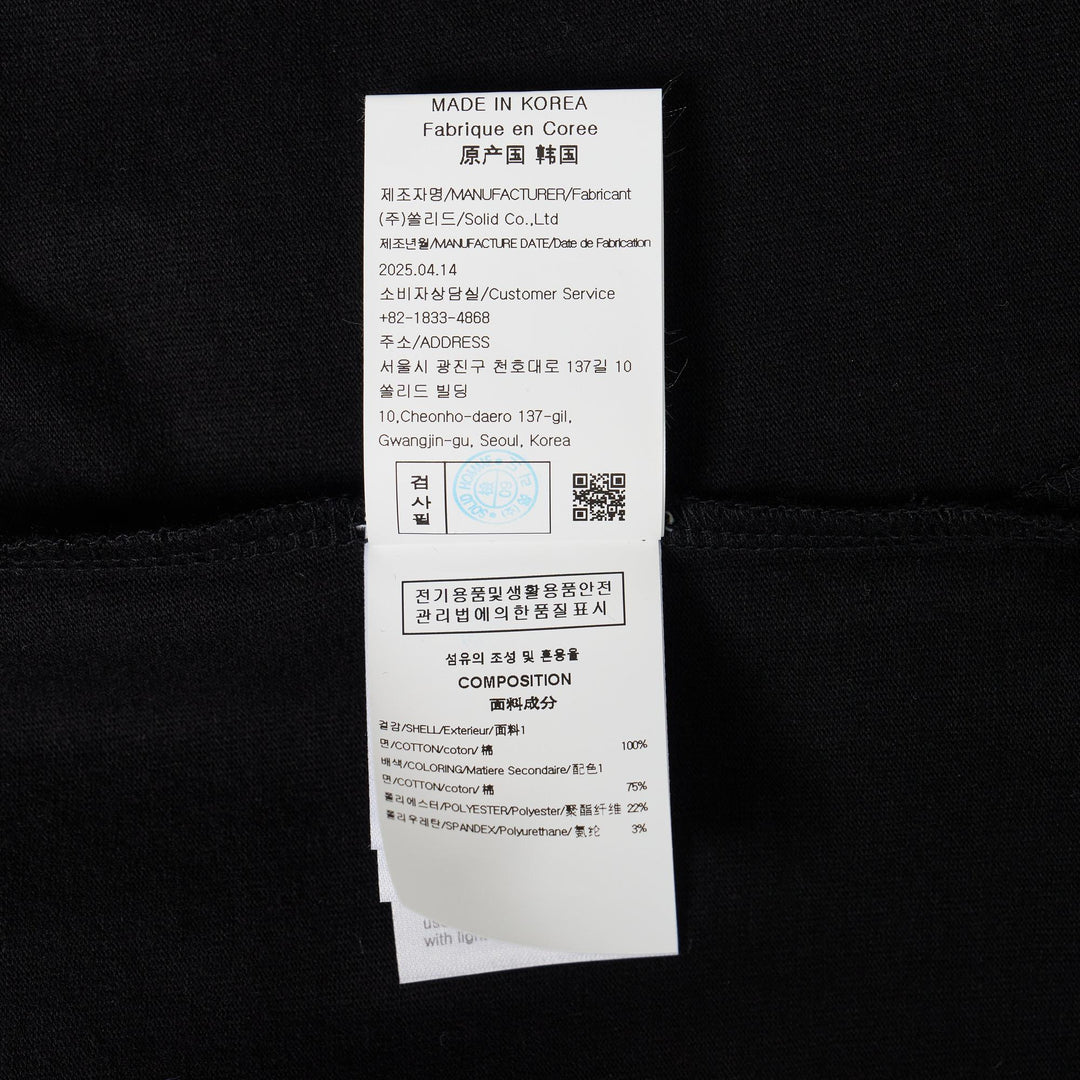 MADE IN KOREA
Fabrique en Coree
原产国 韩国
제조자명/MANUFACTURER/Fabricant
(주)쏠리드/Solid Co.,Ltd
제조년월/MANUFACTURE DATE/Date de Fabrication
2025.04.14
소비자상담실/Customer Service
+82-1833-4868
주소/ADDRESS
서울시 광진구 천호대로 137길 10
쏠리드 빌딩
10,Cheonho-daero 137-gil,
Gwangjin-gu, Seoul, Korea
검사필
SOLID HOMME
09
전기용품및생활용품안전
관리법에의한품질표시
섬유의 조성 및 혼용율
COMPOSITION
面料成分
겉감/SHELL/Exterieur/面料1
면/COTTON/coton/ 棉 100%
배색/COLORING/Matiere Secondaire/配色1
면/COTTON/coton/ 棉 75%
폴리에스터/POLYESTER/Polyester/聚酯纤维 22%
폴리우레탄/SPANDEX/Polyurethane/氨纶 3%
with